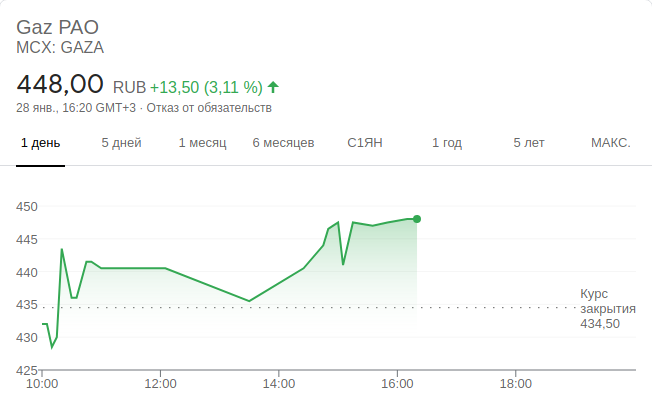 Gaz PAO
MCX: GAZA
448,00 RUB +13,50 (3,11 %)
28 янв., 16:20 GMT+3 · Отказ от обязательств
1 день 5 дней 1 месяц 6 месяцев С1ЯН 1 год 5 лет МАКС.
450
445
440
435
430
425
Курс
закрытия
434,50
10:00 12:00 14:00 16:00 18:00